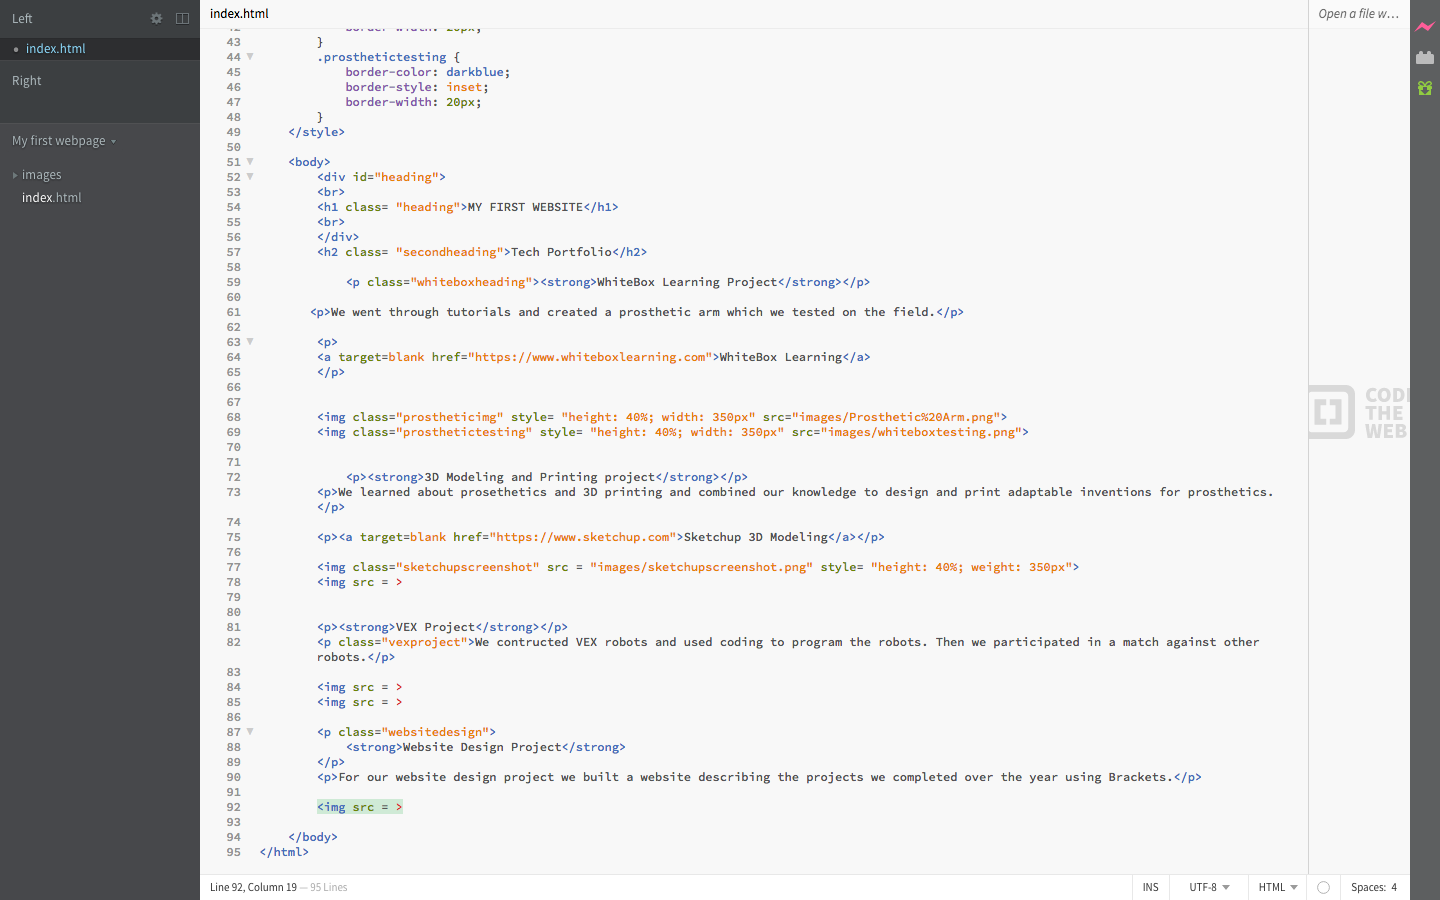 Left
index.html
Right
My first webpage
images
index.html
index.html
Open a file w…
42 border-width: 20px;
43 }
44 .prosthetictesting {
45 border-color: darkblue;
46 border-style: inset;
47 border-width: 20px;
48 }
49 </style>
50
51 <body>
52 <div id="heading">
53 <br>
54 <h1 class= "heading">MY FIRST WEBSITE</h1>
55 <br>
56 </div>
57 <h2 class= "secondheading">Tech Portfolio</h2>
58
59 <p class="whiteboxheading"><strong>WhiteBox Learning Project</strong></p>
60
61 <p>We went through tutorials and created a prosthetic arm which we tested on the field.</p>
62
63 <p>
64 <a target=blank href="https://www.whiteboxlearning.com">WhiteBox Learning</a>
65 </p>
66
67
68 <img class="prostheticimg" style= "height: 40%; width: 350px" src="images/Prosthetic%20Arm.png">
69 <img class="prosthetictesting" style= "height: 40%; width: 350px" src="images/whiteboxtesting.png">
70
71
72 <p><strong>3D Modeling and Printing project</strong></p>
73 <p>We learned about prosethetics and 3D printing and combined our knowledge to design and print adaptable inventions for prosthetics.
</p>
74
75 <p><a target=blank href="https://www.sketchup.com">Sketchup 3D Modeling</a></p>
76
77 <img class="sketchupscreenshot" src = "images/sketchupscreenshot.png" style= "height: 40%; weight: 350px">
78 <img src = >
79
80
81 <p><strong>VEX Project</strong></p>
82 <p class="vexproject">We contructed VEX robots and used coding to program the robots. Then we participated in a match against other
robots.</p>
83
84 <img src = >
85 <img src = >
86
87 <p class="websitedesign">
88 <strong>Website Design Project</strong>
89 </p>
90 <p>For our website design project we built a website describing the projects we completed over the year using Brackets.</p>
91
92 <img src = >
93
94 </body>
95 </html>
CODE
THE
WEB
Line 92, Column 19 — 95 Lines
INS
UTF-8
HTML
Spaces: 4